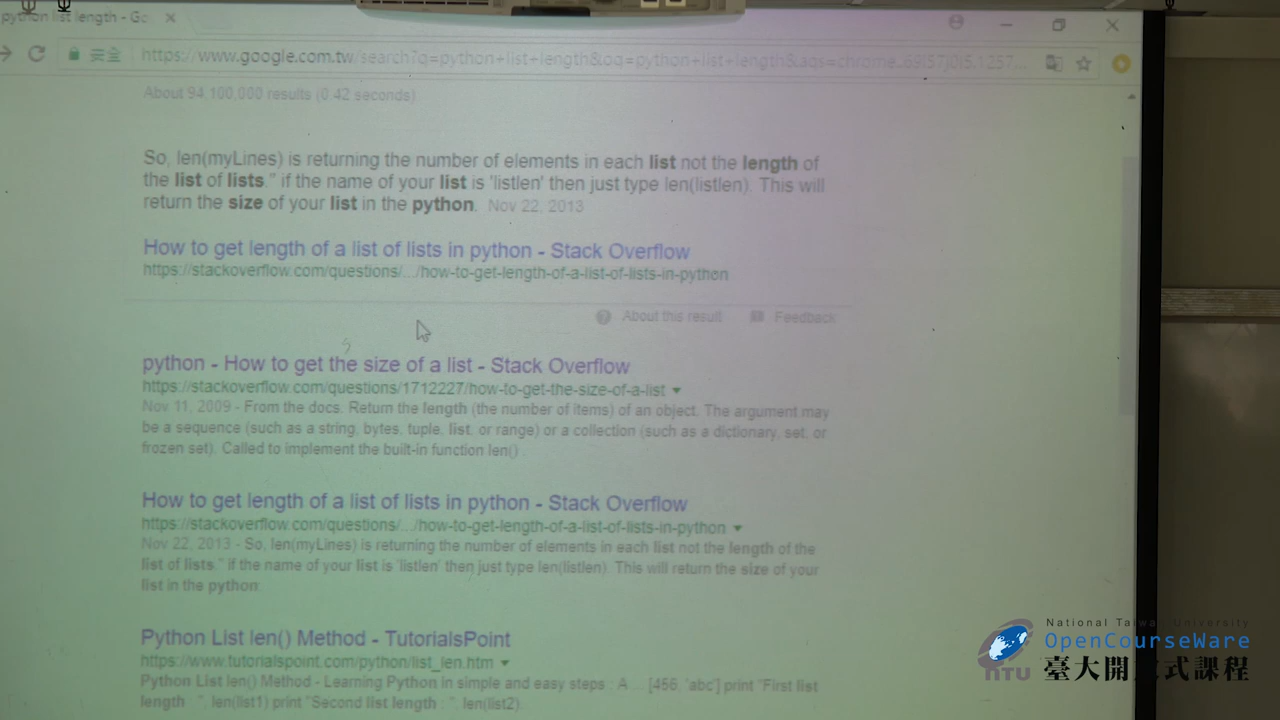 python list length - Go
安全 https://www.google.com.tw/search?q=python+list+length&oq=python+list+length&aqs=chrome..69i57j0l5.1257...
About 94,100,000 results (0.42 seconds)
So, len(myLines) is returning the number of elements in each list not the length of
the list of lists." if the name of your list is 'listlen' then just type len(listlen). This will
return the size of your list in the python. Nov 22, 2013
How to get length of a list of lists in python - Stack Overflow
https://stackoverflow.com/questions/.../how-to-get-length-of-a-list-of-lists-in-python
About this result Feedback
python - How to get the size of a list - Stack Overflow
https://stackoverflow.com/questions/1712227/how-to-get-the-size-of-a-list
Nov 11, 2009 - From the docs. Return the length (the number of items) of an object. The argument may
be a sequence (such as a string, bytes, tuple, list, or range) or a collection (such as a dictionary, set, or
frozen set). Called to implement the built-in function len()
How to get length of a list of lists in python - Stack Overflow
https://stackoverflow.com/questions/.../how-to-get-length-of-a-list-of-lists-in-python
Nov 22, 2013 - So, len(myLines) is returning the number of elements in each list not the length of the
list of lists." if the name of your list is 'listlen' then just type len(listlen). This will return the size of your
list in the python.
Python List len() Method - TutorialsPoint
https://www.tutorialspoint.com/python/list_len.htm
Python List len() Method - Learning Python in simple and easy steps : A ... [456, 'abc'] print "First list
length : ", len(list1) print "Second list length : ", len(list2).
National Taiwan University
OpenCourseWare
臺大開放式課程
NTU